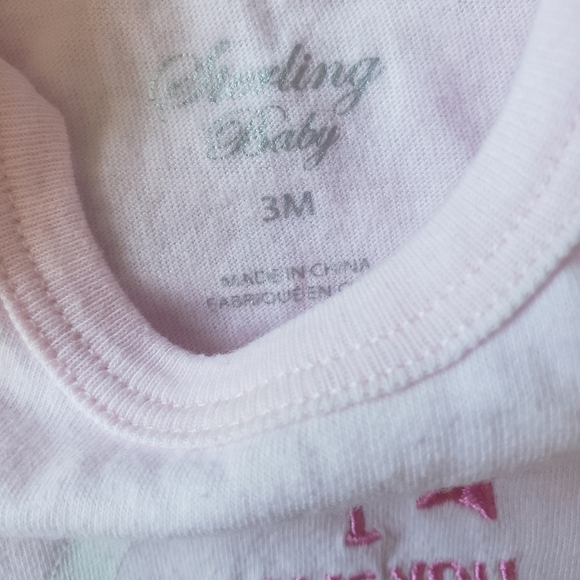 Sterling
Baby
3M
MADE IN CHINA
FABRIQUÉ EN